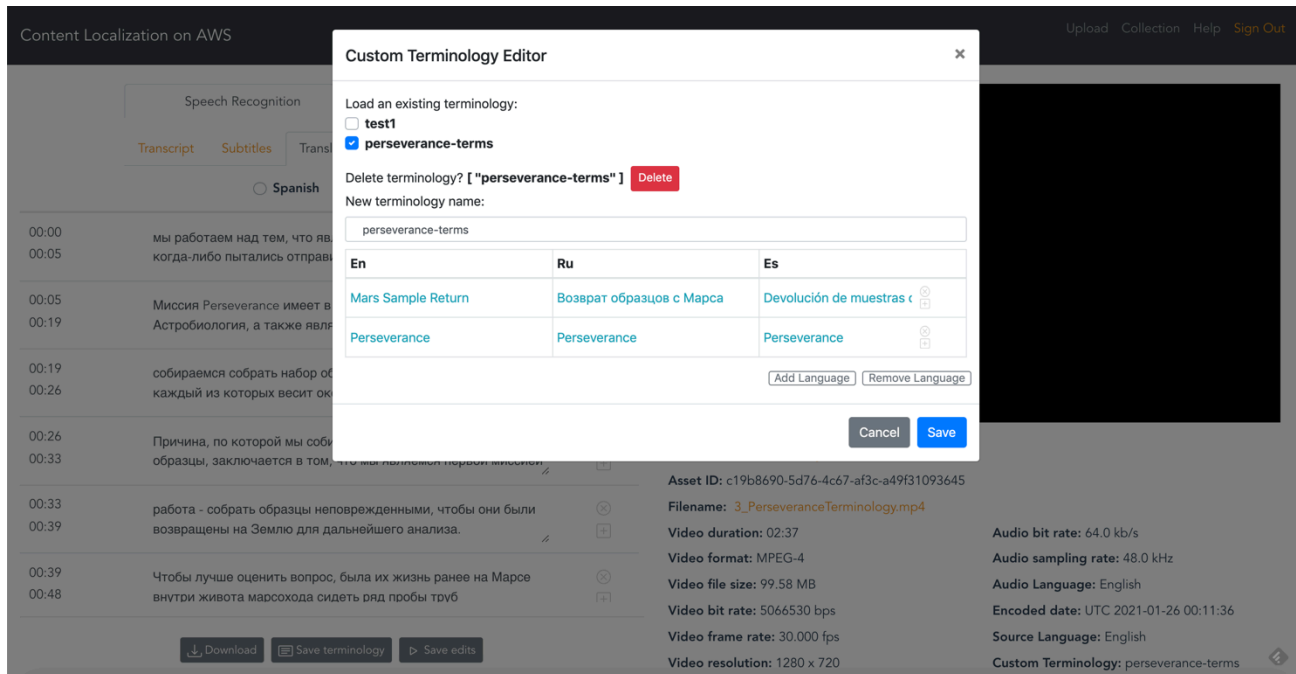 Content Localization on AWS
Upload Collection Help Sign Out
Custom Terminology Editor
×
Speech Recognition
Transcript Subtitles Transl
Spanish
Load an existing terminology:
test1
perseverance-terms
Delete terminology? [ "perseverance-terms" ] Delete
New terminology name:
perseverance-terms
En Ru Es
Mars Sample Return Возврат образцов с Марса Devolución de muestras
Perseverance Perseverance Perseverance
Add Language Remove Language
Cancel Save
00:00 мы работаем над тем, что яв
00:05 когда-либо пытались отправ
00:05 Миссия Perseverance имеет в
00:19 Астробиология, а также явля
00:19 собираемся собрать набор об
00:26 каждый из которых весит ок
00:26 Причина, по которой мы соби
00:33 образцы, заключается в том, что мы являемся первой миссией
00:33 работа - собрать образцы неповрежденными, чтобы они были
00:39 возвращены на Землю для дальнейшего анализа.
00:39 Чтобы лучше оценить вопрос, была их жизнь ранее на Марсе
00:48 внутри живота марсохода сидеть ряд пробы труб
Download Save terminology Save edits
Asset ID: c19b8690-5d76-4c67-af3c-a49f31093645
Filename: 3_PerseveranceTerminology.mp4
Video duration: 02:37
Video format: MPEG-4
Video file size: 99.58 MB
Video bit rate: 5066530 bps
Video frame rate: 30.000 fps
Video resolution: 1280 x 720
Audio bit rate: 64.0 kb/s
Audio sampling rate: 48.0 kHz
Audio Language: English
Encoded date: UTC 2021-01-26 00:11:36
Source Language: English
Custom Terminology: perseverance-terms